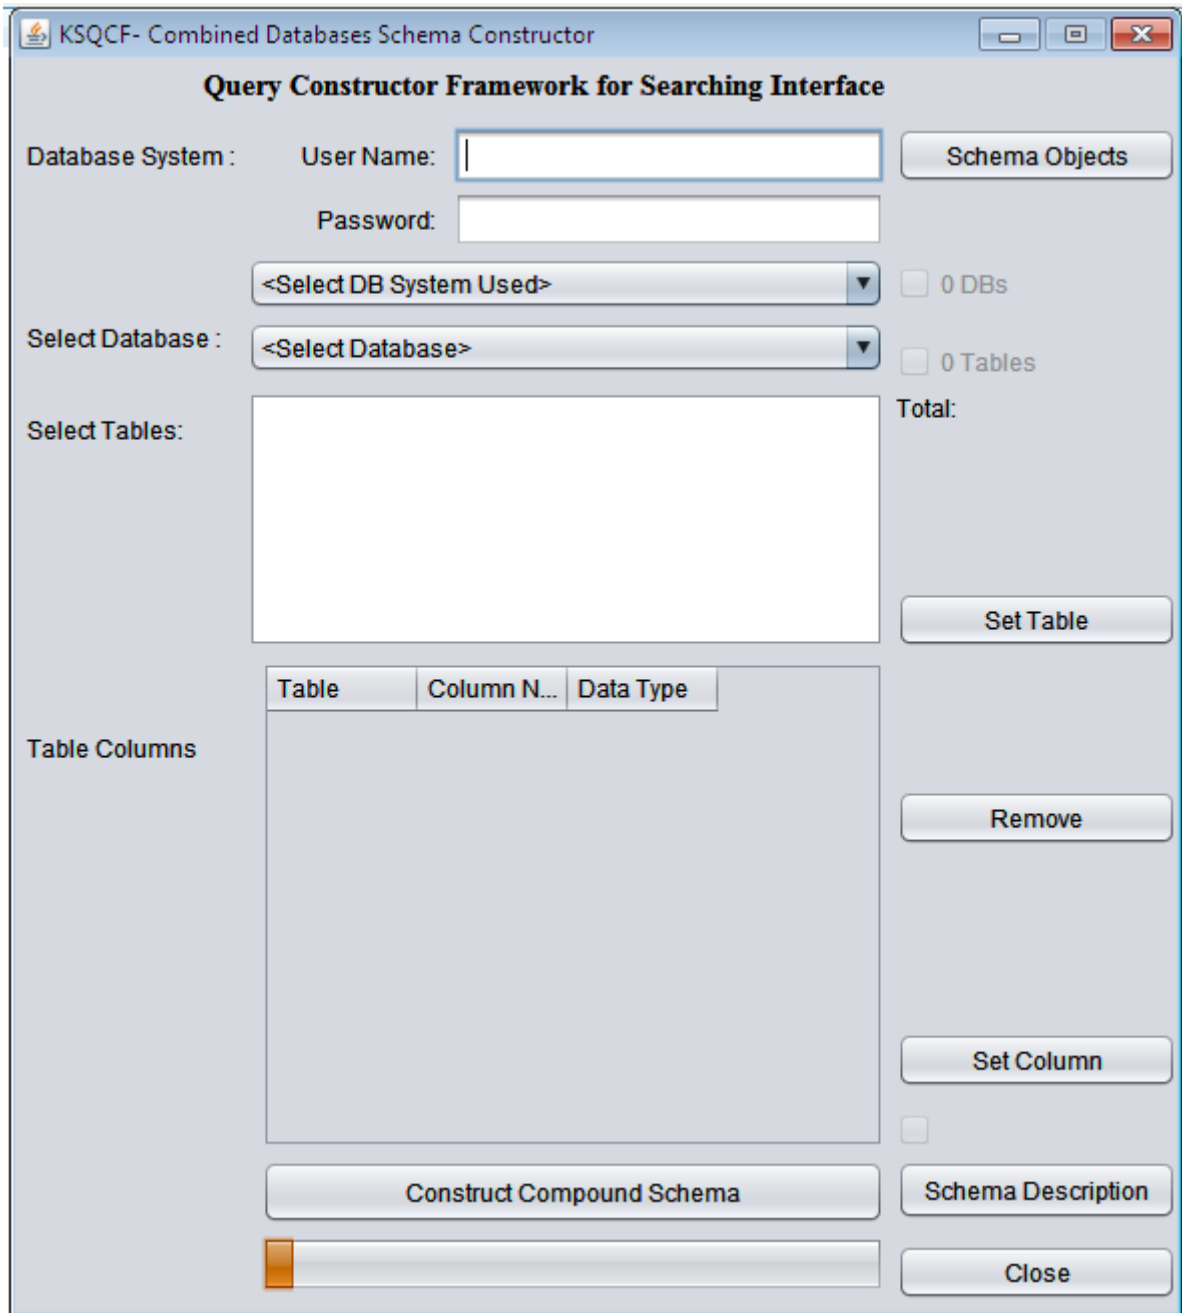 KSQCF- Combined Databases Schema Constructor
Query Constructor Framework for Searching Interface
Database System :
User Name:
Schema Objects
Password:
<Select DB System Used>
0 DBs
Select Database :
<Select Database>
0 Tables
Select Tables:
Total:
Set Table
Table
Column N...
Data Type
Table Columns
Remove
Set Column
Construct Compound Schema
Schema Description
Close